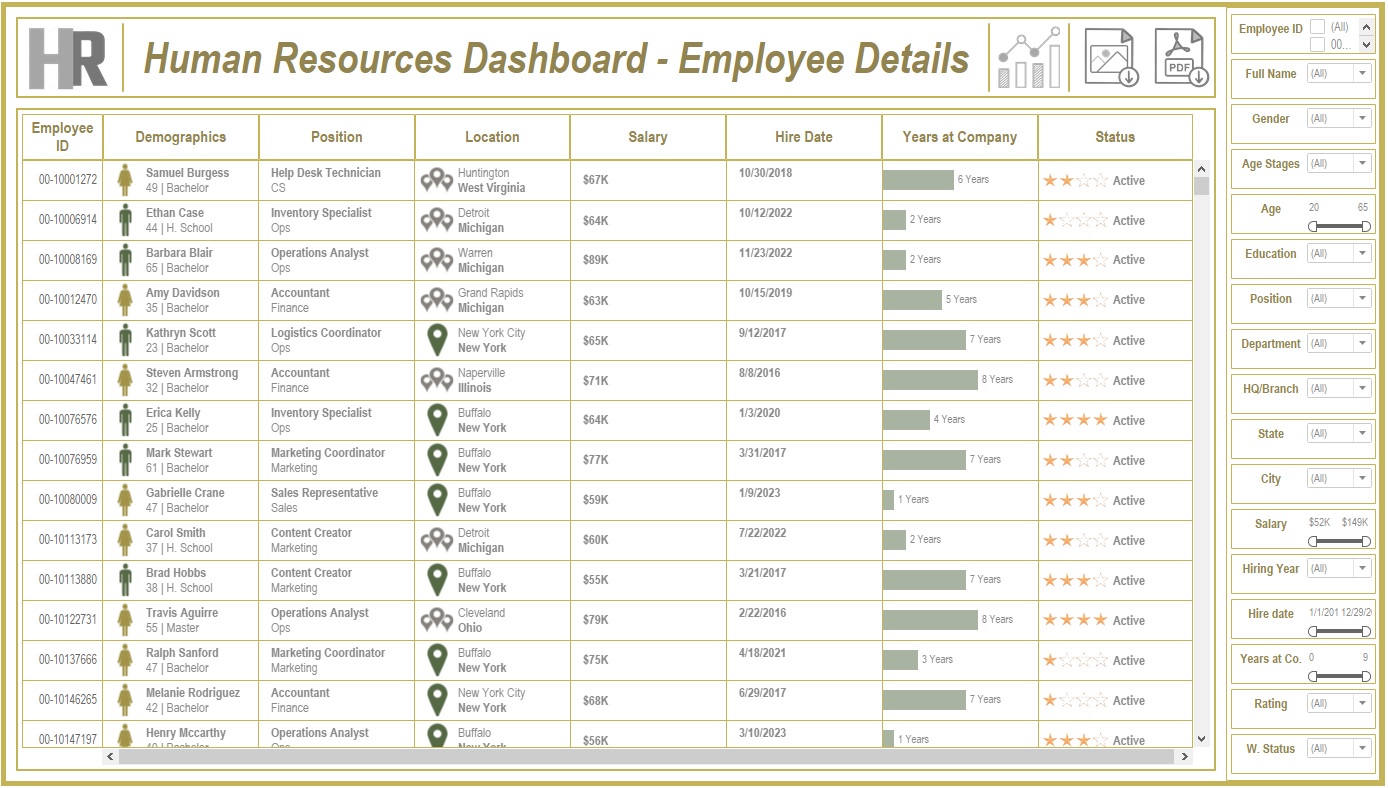 HR
Human Resources Dashboard - Employee Details
PDF
Employee ID
Demographics
Position
Location
Salary
Hire Date
Years at Company
Status
00-10001272
Samuel Burgess
49 | Bachelor
Help Desk Technician
CS
Huntington
West Virginia
$67K
10/30/2018
6 Years
Active
00-10006914
Ethan Case
44 | H. School
Inventory Specialist
Ops
Detroit
Michigan
$64K
10/12/2022
2 Years
Active
00-10008169
Barbara Blair
65 | Bachelor
Operations Analyst
Ops
Warren
Michigan
$89K
11/23/2022
2 Years
Active
00-10012470
Amy Davidson
35 | Bachelor
Accountant
Finance
Grand Rapids
Michigan
$63K
10/15/2019
5 Years
Active
00-10033114
Kathryn Scott
23 | Bachelor
Logistics Coordinator
Ops
New York City
New York
$65K
9/12/2017
7 Years
Active
00-10047461
Steven Armstrong
32 | Bachelor
Accountant
Finance
Naperville
Illinois
$71K
8/8/2016
8 Years
Active
00-10076576
Erica Kelly
25 | Bachelor
Inventory Specialist
Ops
Buffalo
New York
$64K
1/3/2020
4 Years
Active
00-10076959
Mark Stewart
61 | Bachelor
Marketing Coordinator
Marketing
Buffalo
New York
$77K
3/31/2017
7 Years
Active
00-10080009
Gabrielle Crane
47 | Bachelor
Sales Representative
Sales
Buffalo
New York
$59K
1/9/2023
1 Years
Active
00-10113173
Carol Smith
37 | H. School
Content Creator
Marketing
Detroit
Michigan
$60K
7/22/2022
2 Years
Active
00-10113880
Brad Hobbs
38 | H. School
Content Creator
Marketing
Buffalo
New York
$55K
3/21/2017
7 Years
Active
00-10122731
Travis Aguirre
55 | Master
Operations Analyst
Ops
Cleveland
Ohio
$79K
2/22/2016
8 Years
Active
00-10137666
Ralph Sanford
47 | Bachelor
Marketing Coordinator
Marketing
Buffalo
New York
$75K
4/18/2021
3 Years
Active
00-10146265
Melanie Rodriguez
42 | Bachelor
Accountant
Finance
New York City
New York
$68K
6/29/2017
7 Years
Active
00-10147197
Henry Mccarthy
Operations Analyst
Buffalo
$56K
3/10/2023
1 Years
Active
Employee ID
(All)
00...
Full Name (All)
Gender (All)
Age Stages (All)
Age 20 65
Education (All)
Position (All)
Department (All)
HQ/Branch (All)
State (All)
City (All)
Salary $52K $149K
Hiring Year (All)
Hire date 1/1/201 12/29/2
Years at Co. 0 9
Rating (All)
W. Status (All)